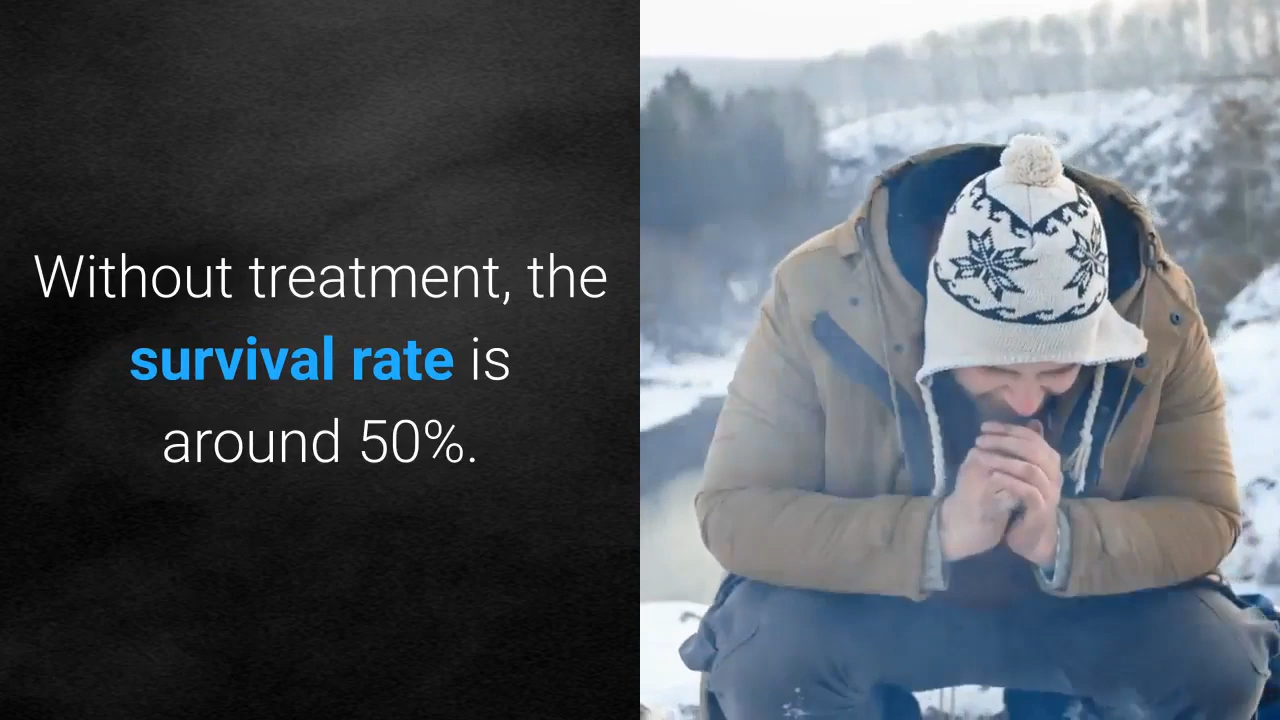 Without treatment, the
survival rate is
around 50%.